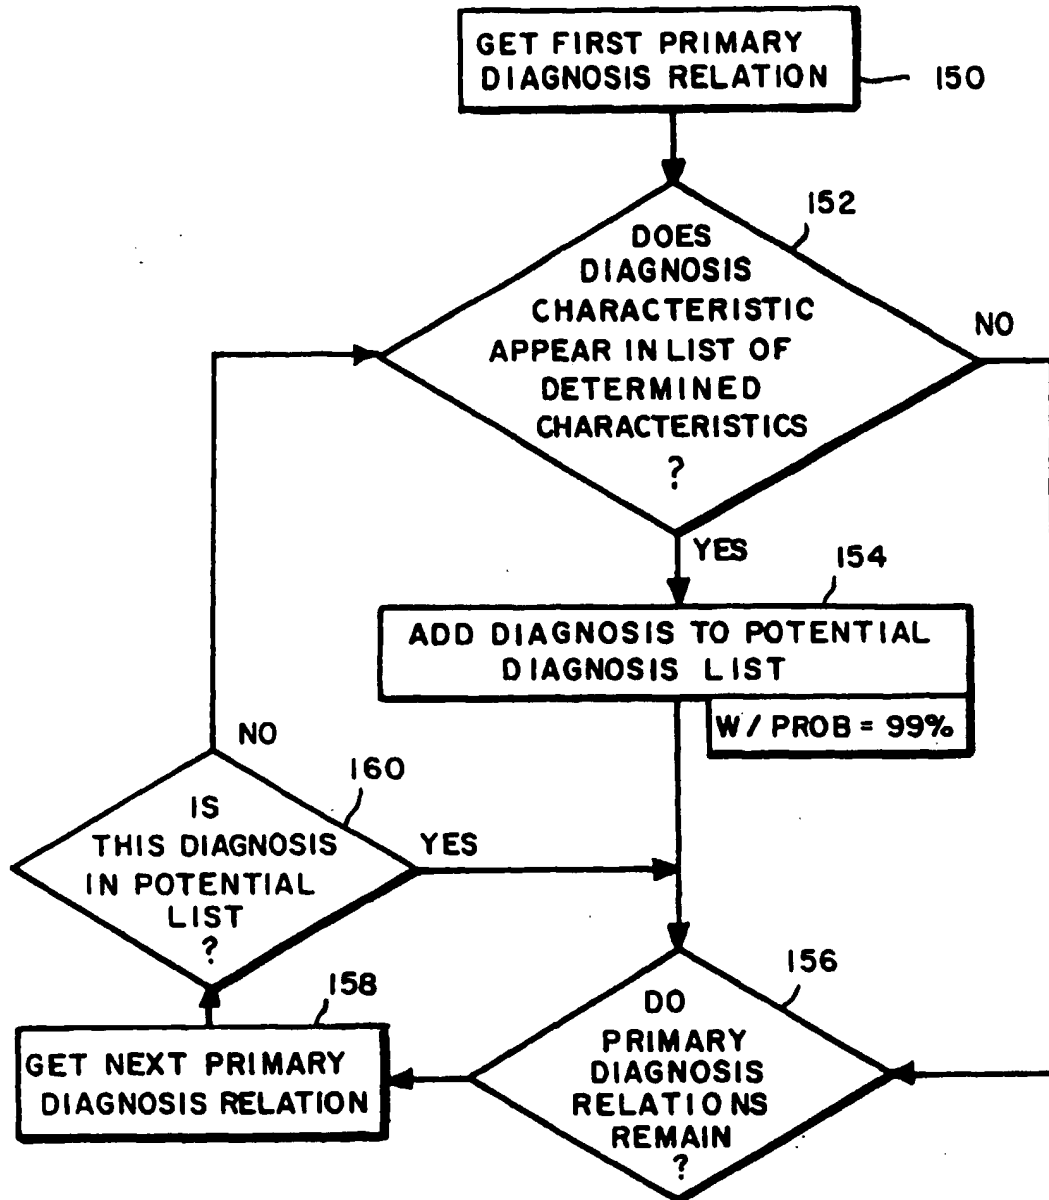 GET FIRST PRIMARY
DIAGNOSIS RELATION
150
152
DOES
DIAGNOSIS
CHARACTERISTIC
APPEAR IN LIST OF
DETERMINED
CHARACTERISTICS
?
NO
YES
154
ADD DIAGNOSIS TO POTENTIAL
DIAGNOSIS LIST
W/ PROB = 99%
NO
160
IS
THIS DIAGNOSIS
IN POTENTIAL
LIST
?
YES
158
GET NEXT PRIMARY
DIAGNOSIS RELATION
156
DO
PRIMARY
DIAGNOSIS
RELATIONS
REMAIN
?